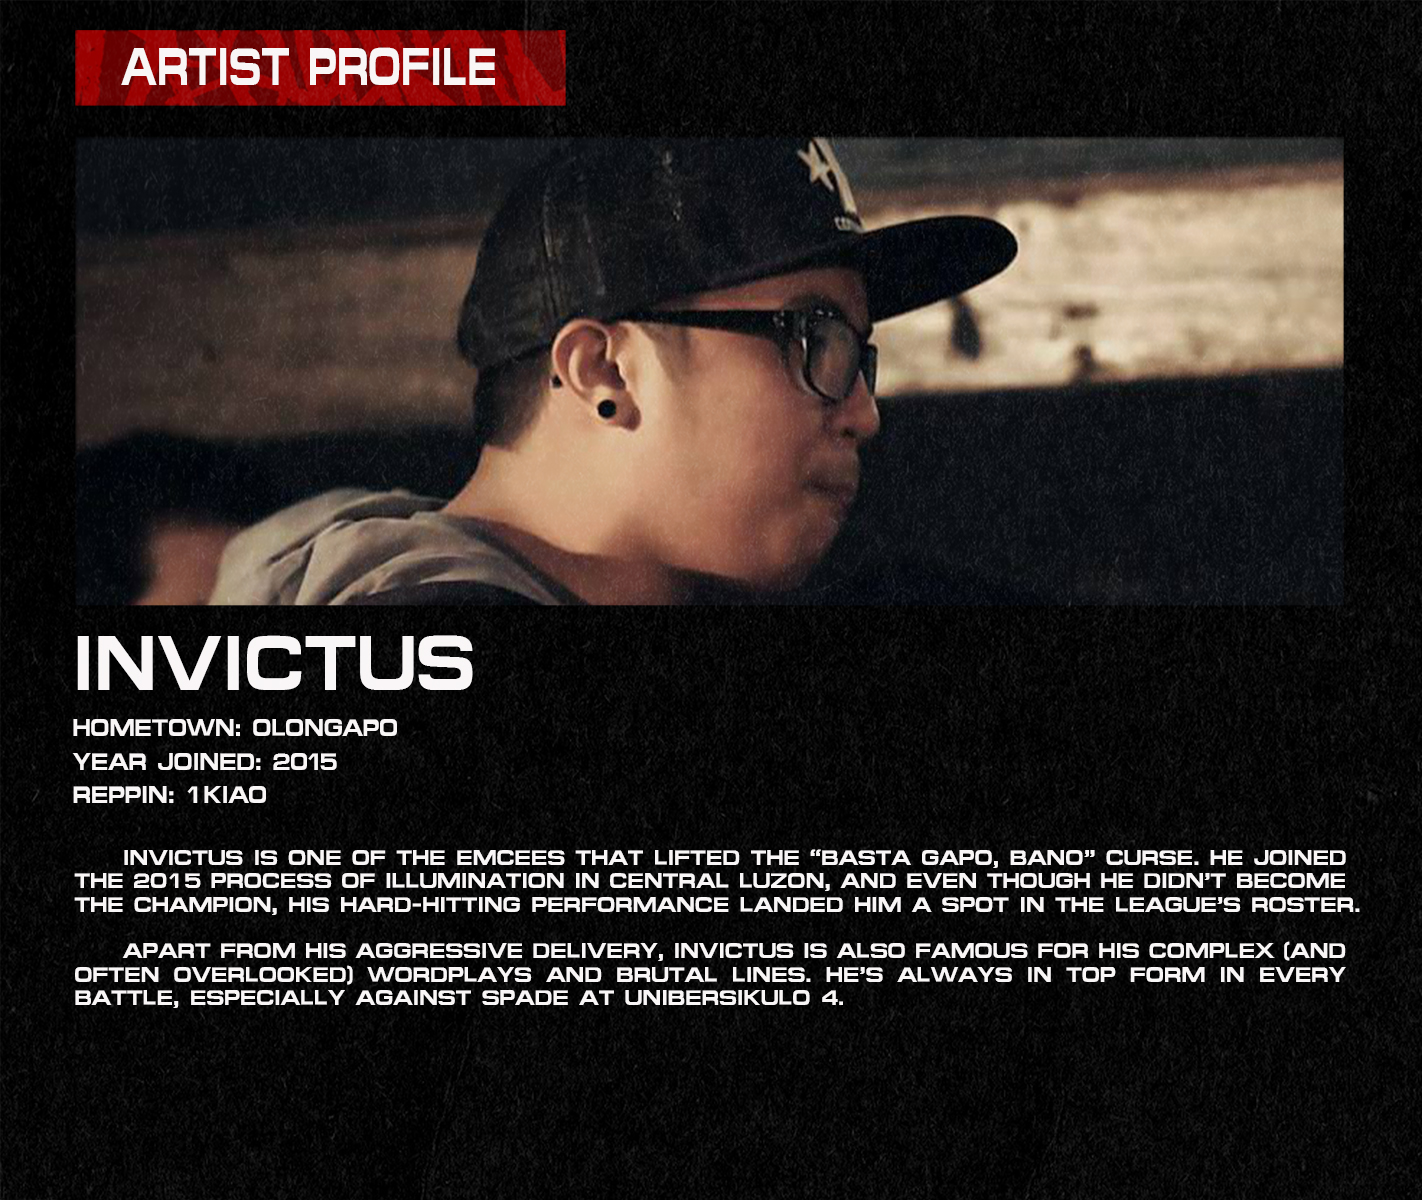 ARTIST PROFILE
INVICTUS
HOMETOWN: OLONGAPO
YEAR JOINED: 2015
REPPIN: 1KIAO
INVICTUS IS ONE OF THE EMCEES THAT LIFTED THE “BASTA GAPO, BANO” CURSE. HE JOINED
THE 2015 PROCESS OF ILLUMINATION IN CENTRAL LUZON, AND EVEN THOUGH HE DIDN’T BECOME
THE CHAMPION, HIS HARD-HITTING PERFORMANCE LANDED HIM A SPOT IN THE LEAGUE’S ROSTER.
APART FROM HIS AGGRESSIVE DELIVERY, INVICTUS IS ALSO FAMOUS FOR HIS COMPLEX (AND
OFTEN OVERLOOKED) WORDPLAYS AND BRUTAL LINES. HE’S ALWAYS IN TOP FORM IN EVERY
BATTLE, ESPECIALLY AGAINST SPADE AT UNIBERSIKULO 4.